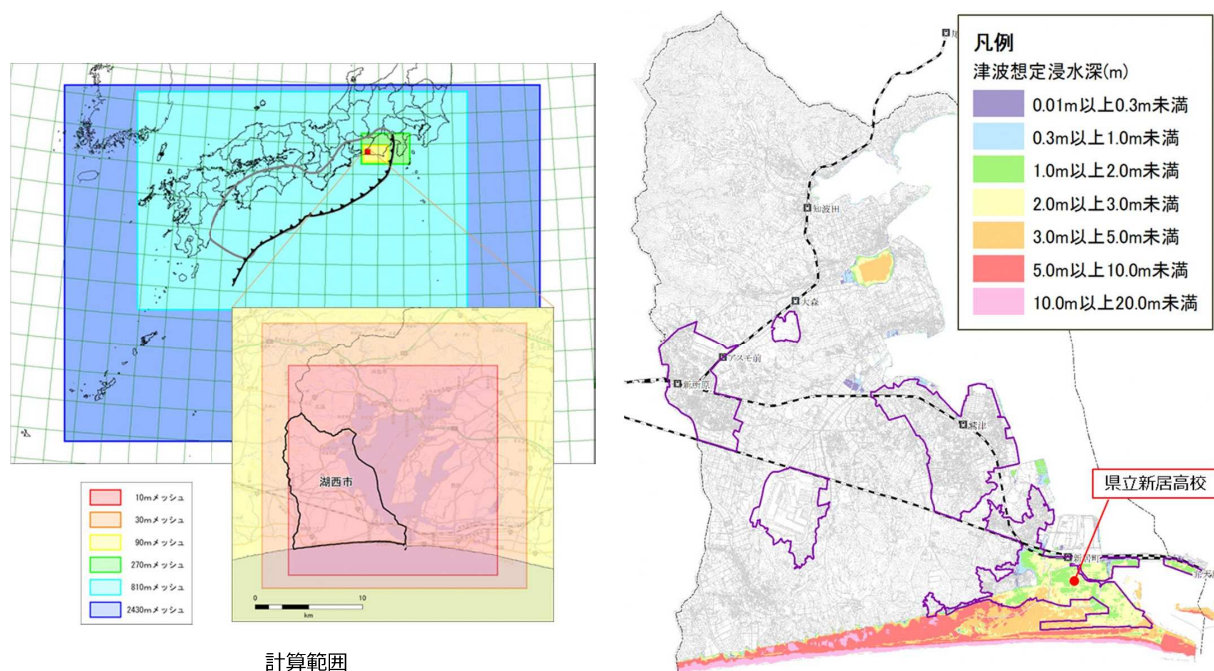 湖西市
0
10
km
10mメッシュ
30mメッシュ
90mメッシュ
270mメッシュ
810mメッシュ
2430mメッシュ
計算範囲
凡例
津波想定浸水深(m)
0.01m以上0.3m未満
0.3m以上1.0m未満
1.0m以上2.0m未満
2.0m以上3.0m未満
3.0m以上5.0m未満
5.0m以上10.0m未満
10.0m以上20.0m未満
知波田
大森
アスモ前
新所原
鷲津
県立新居高校
新居町